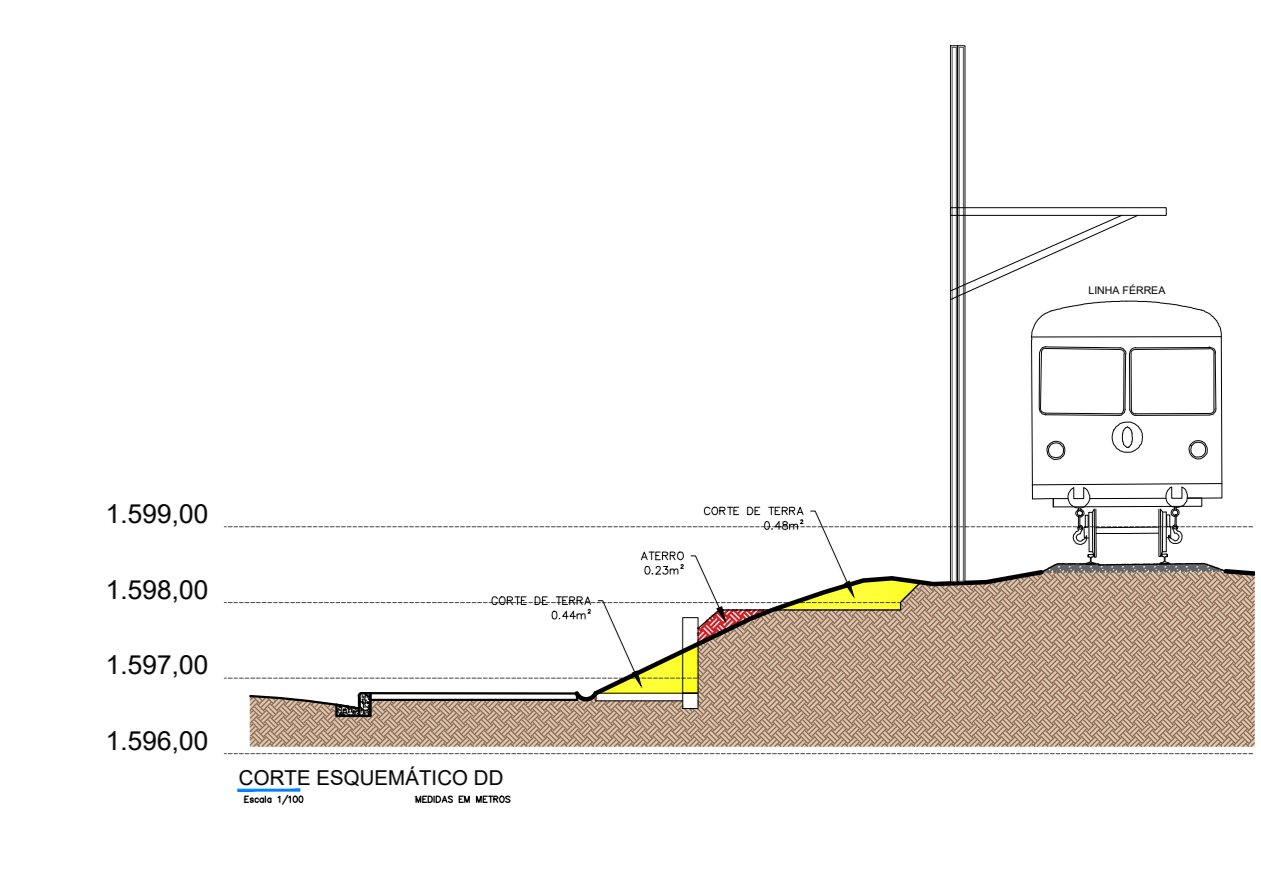 LINHA FÉRREA
1.599,00
CORTE DE TERRA
0.48m²
ATERRO
0.23m²
1.598,00
CORTE DE TERRA
0.44m²
1.597,00
1.596,00
CORTE ESQUEMÁTICO DD
Escala 1/100
MEDIDAS EM METROS